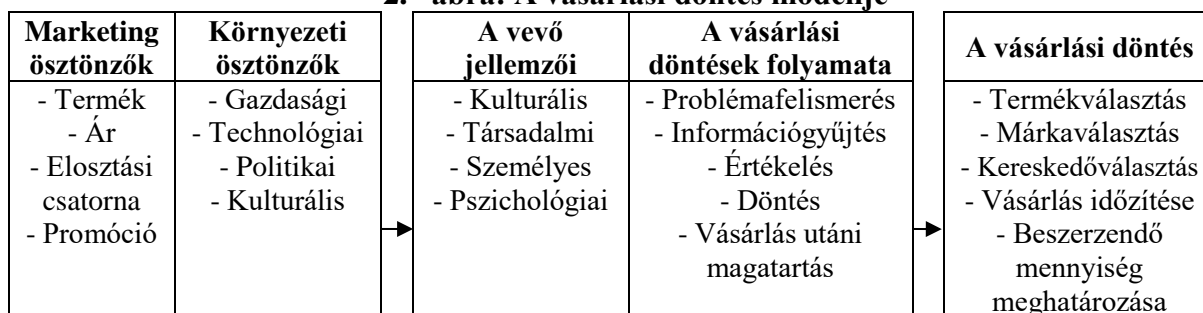 2. ábra: A vásárlási döntés modellje
Marketing
ösztönzők
- Termék
- Ár
- Elosztási
csatorna
- Promóció
Környezeti
ösztönzők
- Gazdasági
- Technológiai
- Politikai
- Kulturális
A vevő
jellemzői
- Kulturális
- Társadalmi
- Személyes
- Pszichológiai
A vásárlási
döntések folyamata
- Problémafelismerés
- Információgyűjtés
- Értékelés
- Döntés
- Vásárlás utáni
magatartás
A vásárlási döntés
- Termékválasztás
- Márkaválasztás
- Kereskedőválasztás
- Vásárlás időzítése
- Beszerzendő
mennyiség
meghatározása